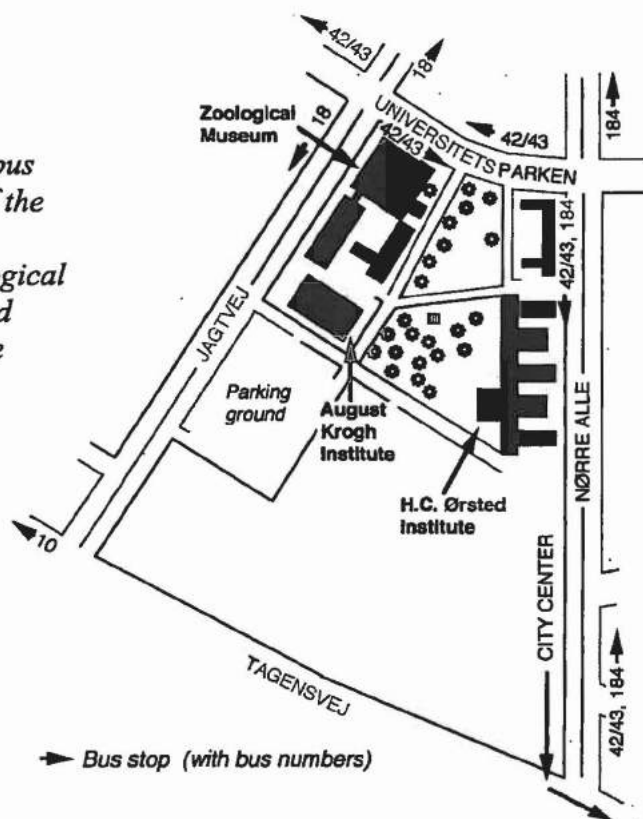 42/43
18
Zoological
Museum
18
UNIVERSITETS PARKEN
42/43
42/43
184
of the
42/43, 184
JAGTVEJ
Parking
ground
August
Krogh
Institute
H.C. Ørsted
Institute
NØRRE ALLE
10
CITY CENTER
TAGENSVEJ
42/43, 184
Bus stop (with bus numbers)